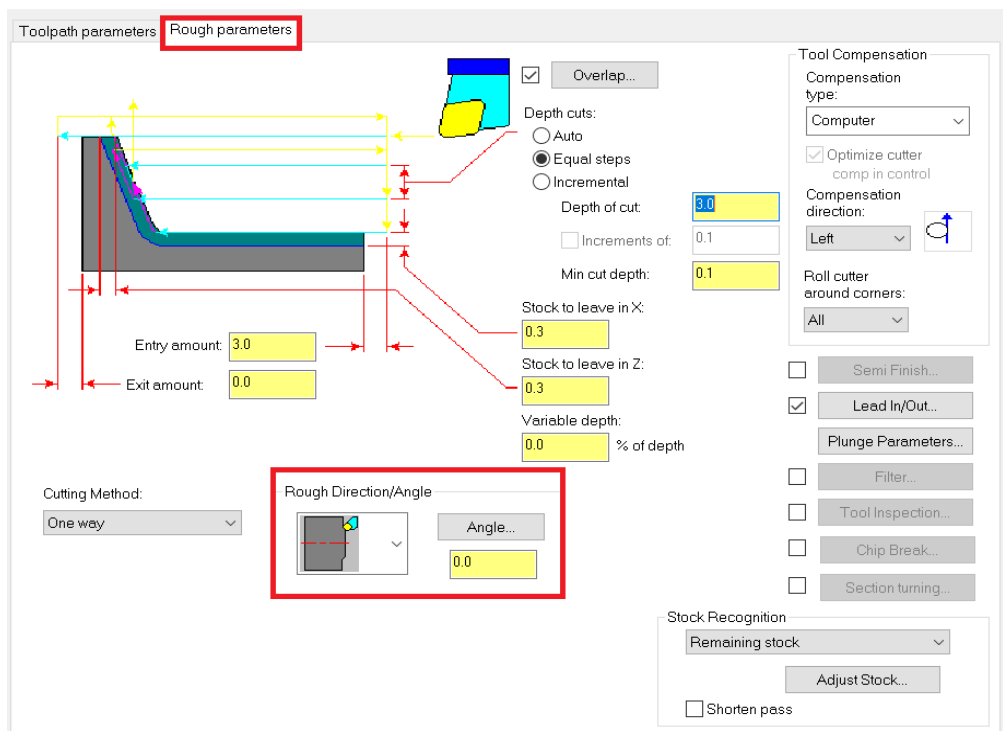 Toolpath parameters
Rough parameters
Overlap...
Depth cuts:
Auto
Equal steps
Incremental
Depth of cut:
3.0
Increments of:
0.1
Min cut depth:
0.1
Stock to leave in X:
0.3
Stock to leave in Z:
0.3
Variable depth:
0.0
% of depth
Entry amount:
3.0
Exit amount:
0.0
Cutting Method:
One way
Rough Direction/Angle
Angle...
0.0
Tool Compensation
Compensation
type:
Computer
Optimize cutter
comp in control
Compensation
direction:
Left
Roll cutter
around corners:
All
Semi Finish...
Lead In/Out...
Plunge Parameters...
Filter...
Tool Inspection...
Chip Break...
Section turning...
Stock Recognition
Remaining stock
Adjust Stock...
Shorten pass